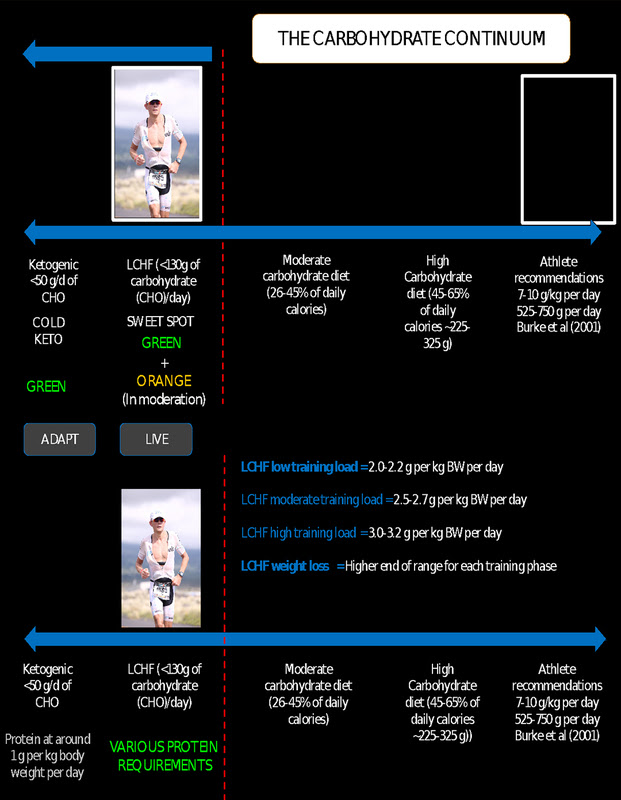 THE CARBOHYDRATE CONTINUUM
Ketogenic
<50 g/d of
CHO
COLD
KETO
GREEN
LCHF (<130g of
carbohydrate
(CHO)/day)
SWEET SPOT
GREEN
+
ORANGE
(In moderation)
Moderate
carbohydrate diet
(26-45% of daily
calories)
High
Carbohydrate
diet (45-65%
of daily
calories ~225-
325 g)
Athlete
recommendations
7-10 g/kg per day
525-750 g per day
Burke et al (2001)
ADAPT
LIVE
LCHF low training load =2.0-2.2 g per kg BW per day
LCHF moderate training load =2.5-2.7g per kg BW per day
LCHF high training load =3.0-3.2 g per kg BW per day
LCHF weight loss =Higher end of range for each training phase
Ketogenic
<50 g/d of
CHO
LCHF (<130g of
carbohydrate
(CHO)/day)
Moderate
carbohydrate diet
(26-45% of daily
calories)
High
Carbohydrate
diet (45-65% of
daily calories
~225-325 g))
Athlete
recommendations
7-10 g/kg per day
525-750 g per day
Burke et al (2001)
Protein at around
1 g per kg body
weight per day
VARIOUS PROTEIN
REQUIREMENTS